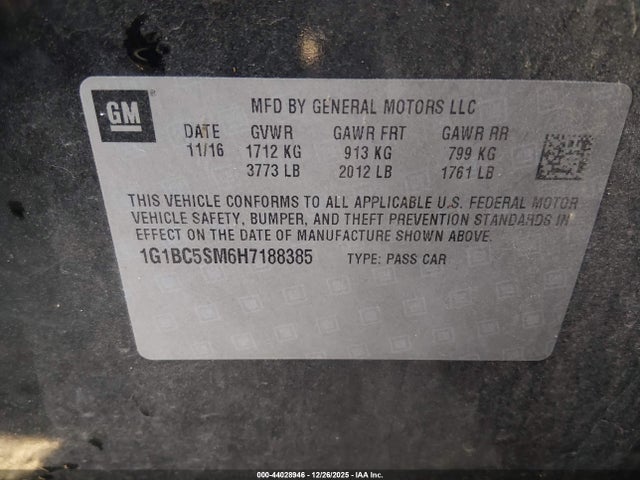 GM ®
MFD BY GENERAL MOTORS LLC
DATE GVWR GAWR FRT GAWR RR
11/16 1712 KG 913 KG 799 KG
3773 LB 2012 LB 1761 LB
THIS VEHICLE CONFORMS TO ALL APPLICABLE U.S. FEDERAL MOTOR
VEHICLE SAFETY, BUMPER, AND THEFT PREVENTION STANDARDS IN
EFFECT ON THE DATE OF MANUFACTURE SHOWN ABOVE.
1G1BC5SM6H7188385 TYPE: PASS CAR
000-44028946 - 12/26/2025 - IAA Inc.